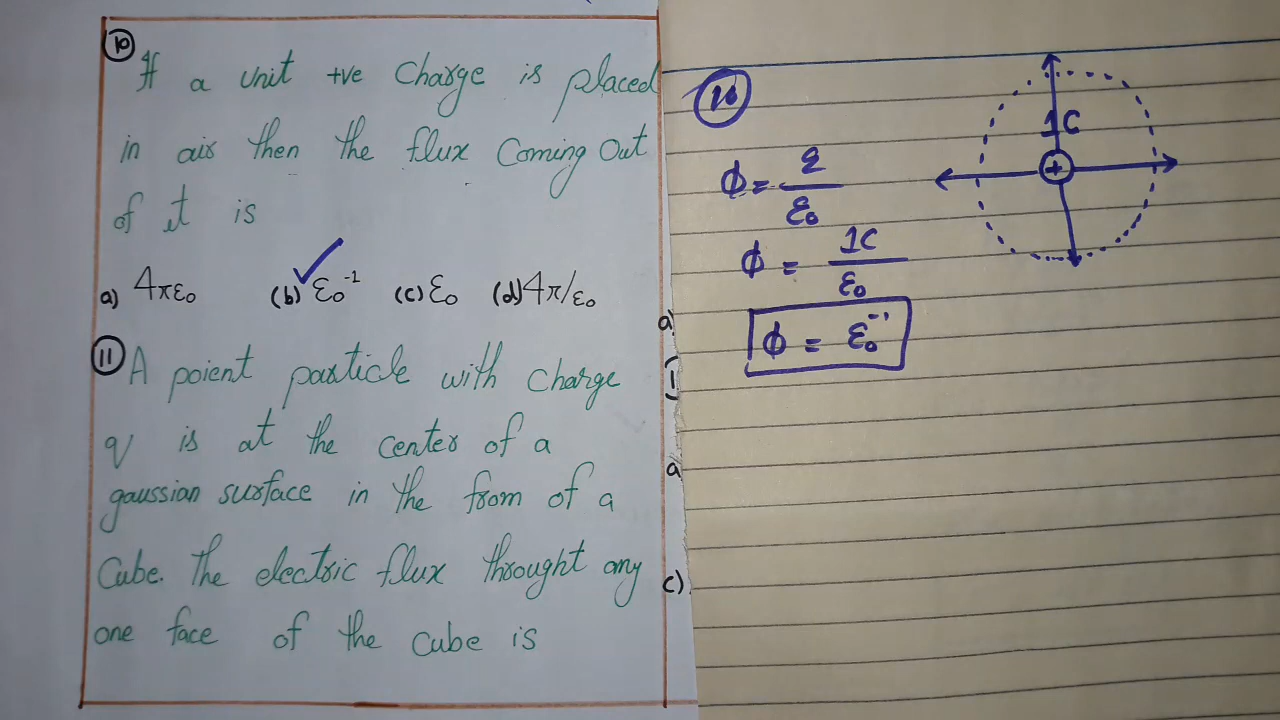 10
If a unit +ve Charge is placed
in air then the flux Coming Out
of it is
a) 4πε₀ (b) ε₀⁻¹ (c) ε₀ (d) 4π/ε₀
11 A poient particle with charge
q is at the center of a
gaussian surface in the from of a
Cube. The electric flux throught any
one face of the cube is
a)
a
c)
10
1C
+
ϕ = q/ε₀
ϕ = 1C/ε₀
ϕ = ε₀⁻¹